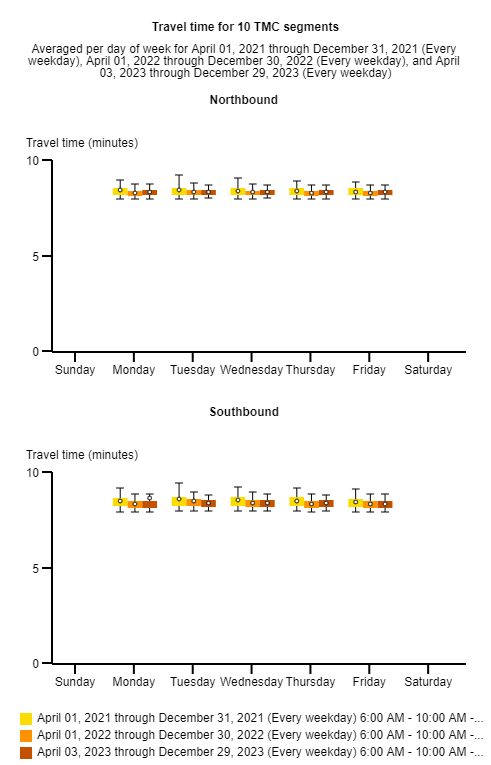 Travel time for 10 TMC segments
Averaged per day of week for April 01, 2021 through December 31, 2021 (Every
weekday), April 01, 2022 through December 30, 2022 (Every weekday), and April
03, 2023 through December 29, 2023 (Every weekday)
Northbound
Travel time (minutes)
10
5
0
Sunday Monday Tuesday Wednesday Thursday Friday Saturday
Southbound
Travel time (minutes)
10
5
0
Sunday Monday Tuesday Wednesday Thursday Friday Saturday
April 01, 2021 through December 31, 2021 (Every weekday) 6:00 AM - 10:00 AM -...
April 01, 2022 through December 30, 2022 (Every weekday) 6:00 AM - 10:00 AM -...
April 03, 2023 through December 29, 2023 (Every weekday) 6:00 AM - 10:00 AM -...